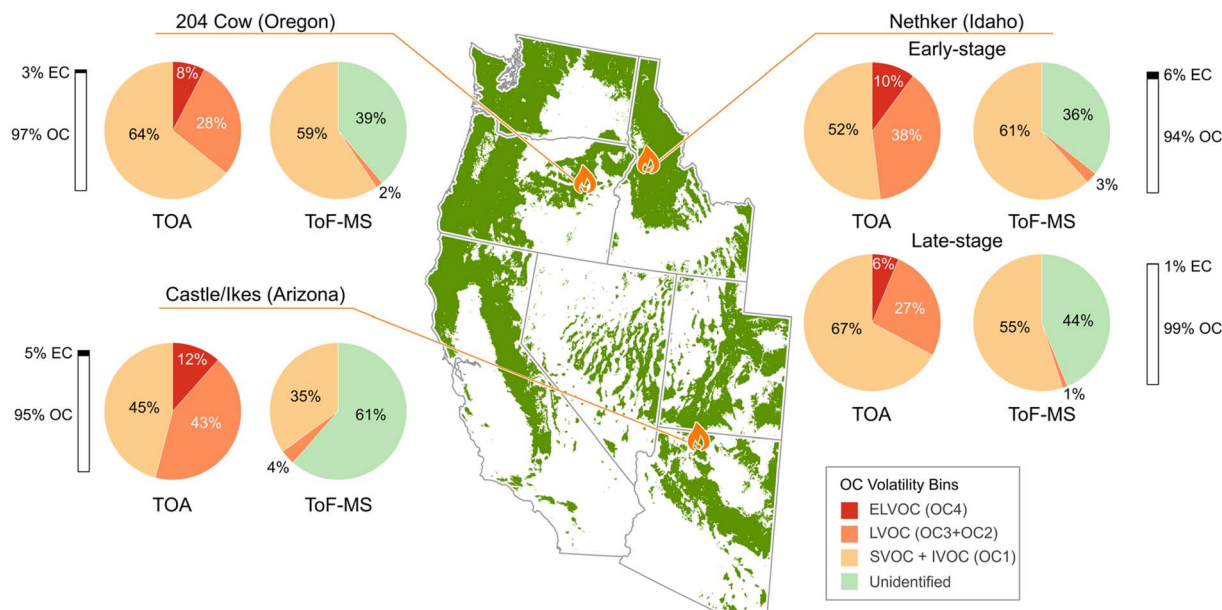 204 Cow (Oregon)
3% EC
97% OC
8%
28%
64%
TOA
39%
59%
2%
ToF-MS
Nethker (Idaho)
Early-stage
10%
38%
52%
TOA
36%
61%
3%
ToF-MS
6% EC
94% OC
Late-stage
6%
27%
67%
TOA
44%
55%
1%
ToF-MS
1% EC
99% OC
Castle/Ikes (Arizona)
5% EC
95% OC
12%
43%
45%
TOA
35%
61%
4%
ToF-MS
OC Volatility Bins
ELVOC (OC4)
LVOC (OC3+OC2)
SVOC + IVOC (OC1)
Unidentified